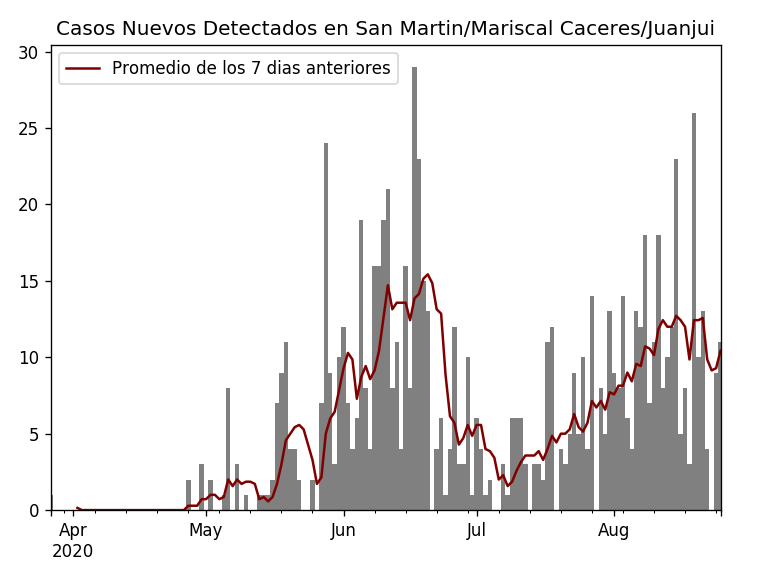 Casos Nuevos Detectados en San Martin/Mariscal Caceres/Juanjui
Promedio de los 7 dias anteriores
30
25
20
15
10
5
0
Apr May Jun Jul Aug
2020